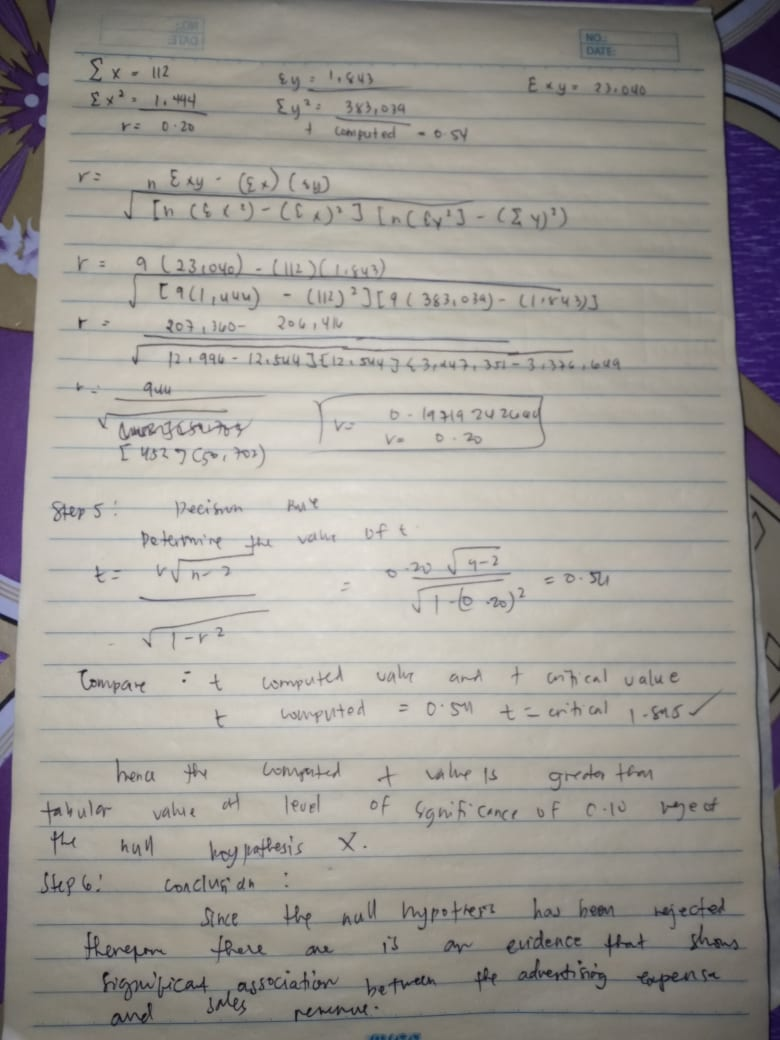 NO.:
DATE:
Σx = 112 Σy = 1,843 Σxy = 23,040
Σx² = 1,444 Σy² = 383,039
r = 0.20 t computed = 0.54
r = n Σxy - (Σx)(Σy)
√[n(Σx²)-(Σx)²][n(Σy²]-(Σy)²)
r = 9(23,040) - (112)(1,843)
√[9(1,444) - (112)²][9(383,039) - (1,843)]
r = 207,360 - 206,416
√12,996 - 12,544][12,544]{3,447,351 - 3,396,649
r = 944
√
[452](50,702) r= 0.1971924264
r= 0.20
Step 5: Decision Rule
Determine the value of t
t = r√n-2 = 0.20 √9-2 = 0.54
√1-r² √1-(0.20)²
Compare : t computed value and t critical value
t computed = 0.54 t = critical 1.895 ✓
hence the computed t value is greater than
tabular value at level of significance of 0.10 reject
the null hoypathesis X.
Step 6: conclusion :
Since the null hypothesis has been rejected
therefore there are is an evidence that shows
significant association between the advertising expense
and sales revenue.